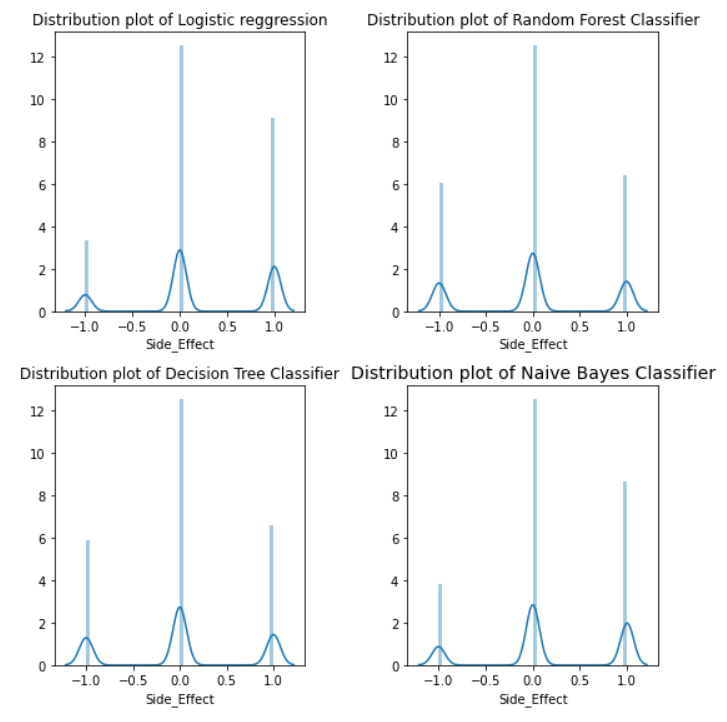 Distribution plot of Logistic reggression
12
10
8
6
4
2
0
−1.0 −0.5 0.0 0.5 1.0
Side_Effect
Distribution plot of Random Forest Classifier
12
10
8
6
4
2
0
−1.0 −0.5 0.0 0.5 1.0
Side_Effect
Distribution plot of Decision Tree Classifier
12
10
8
6
4
2
0
−1.0 −0.5 0.0 0.5 1.0
Side_Effect
Distribution plot of Naive Bayes Classifier
12
10
8
6
4
2
0
−1.0 −0.5 0.0 0.5 1.0
Side_Effect